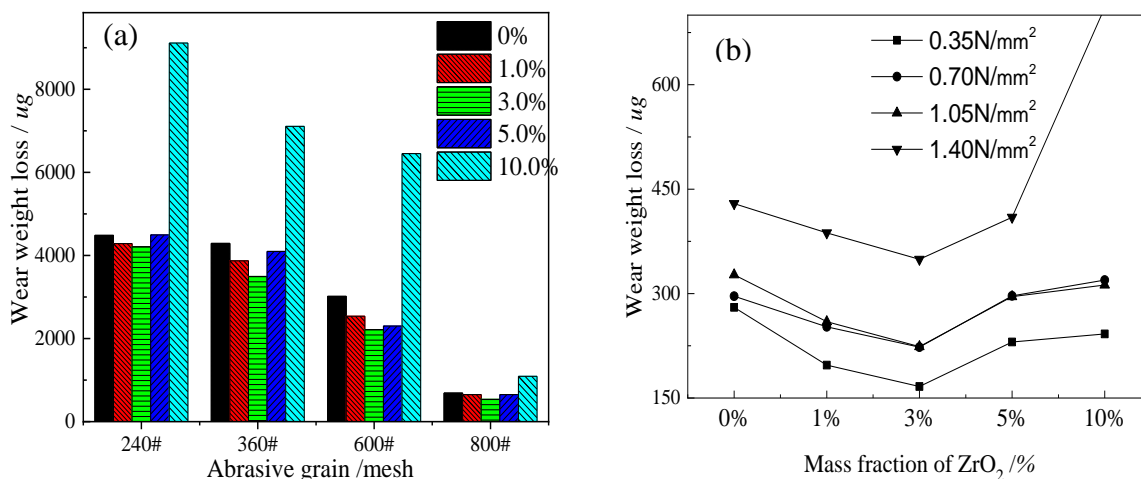 (a)
0%
1.0%
3.0%
5.0%
10.0%
8000
6000
4000
2000
0
Wear weight loss / ug
240# 360# 600# 800#
Abrasive grain /mesh
(b)
0.35N/mm²
0.70N/mm²
1.05N/mm²
1.40N/mm²
600
450
300
150
Wear weight loss / ug
0% 1% 3% 5% 10%
Mass fraction of ZrO₂ /%